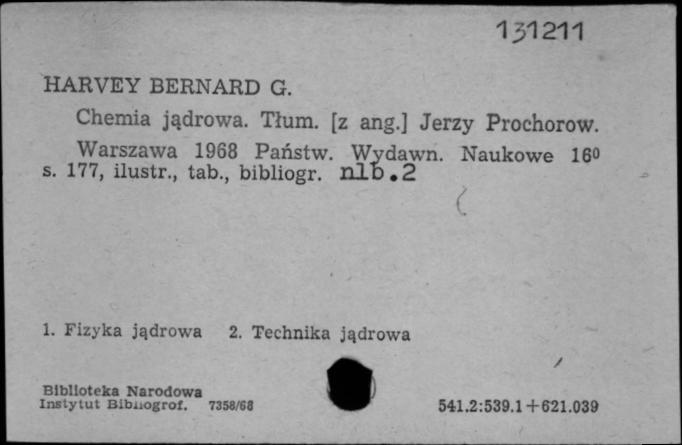 131211
HARVEY BERNARD G.
Chemia jądrowa. Tłum. [z ang.] Jerzy Prochorow.
Warszawa 1968 Państw. Wydawn. Naukowe 16⁰
s. 177, ilustr., tab., bibliogr. nlb.2
1. Fizyka jądrowa 2. Technika jądrowa
Biblioteka Narodowa
Instytut Bibliogrof. 7358/68
541.2:539.1+621.039